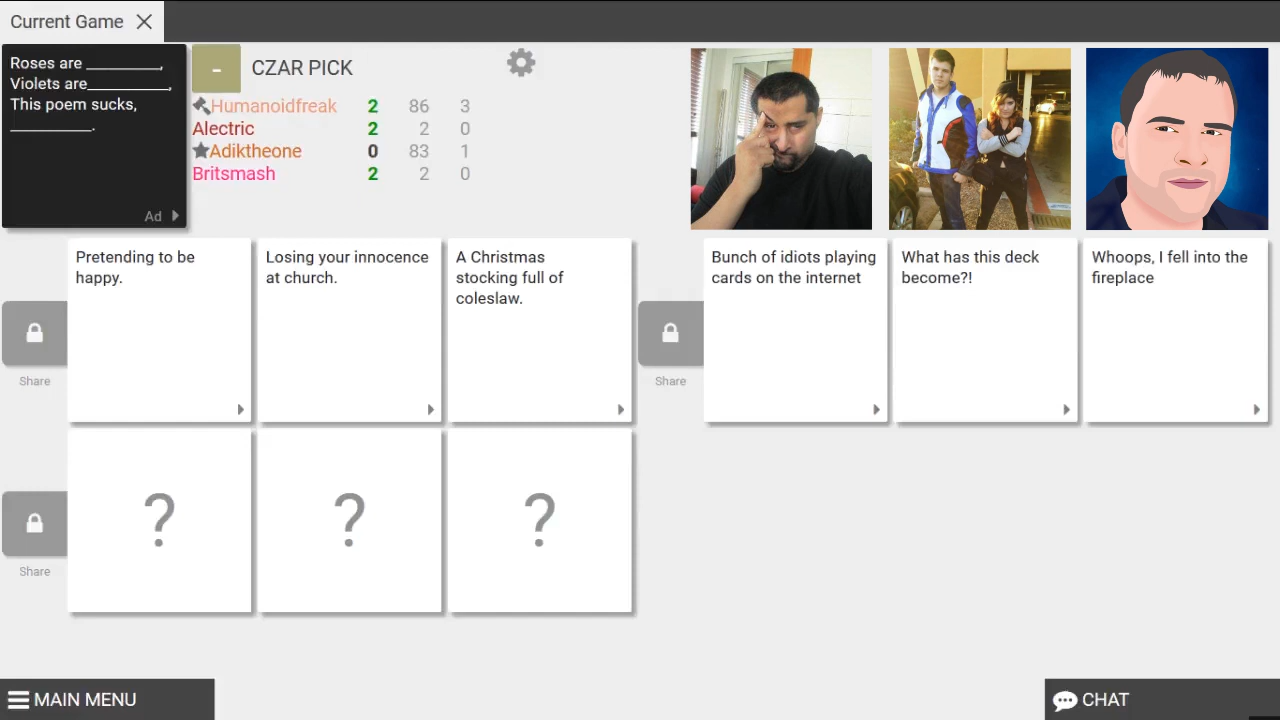 Current Game
Roses are _________,
Violets are__________,
This poem sucks,
__________.
Ad
-
CZAR PICK
Humanoidfreak 2 86 3
Alectric 2 2 0
Adiktheone 0 83 1
Britsmash 2 2 0
Share
Pretending to be
happy.
Losing your innocence
at church.
A Christmas
stocking full of
coleslaw.
Share
Bunch of idiots playing
cards on the internet
What has this deck
become?!
Whoops, I fell into the
fireplace
Share
?
?
?
MAIN MENU
CHAT